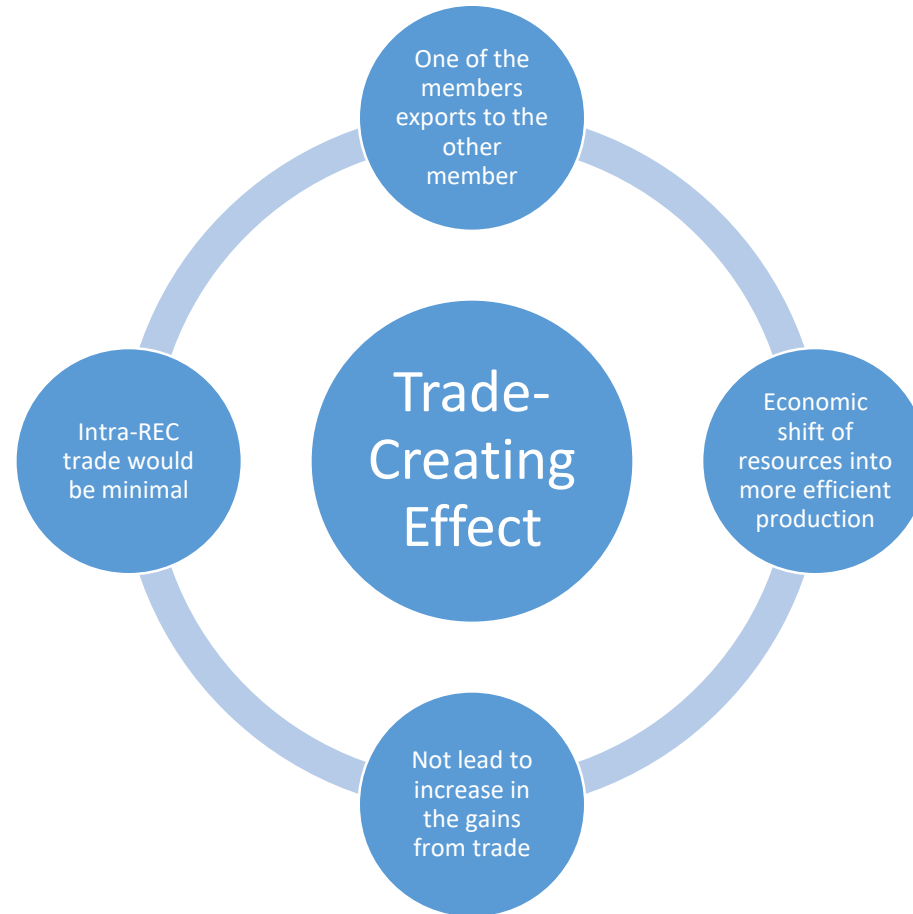 One of the
members
exports to the
other
member
Trade-
Creating
Effect
Economic
shift of
resources into
more efficient
production
Not lead to
increase in
the gains
from trade
Intra-REC
trade would
be minimal